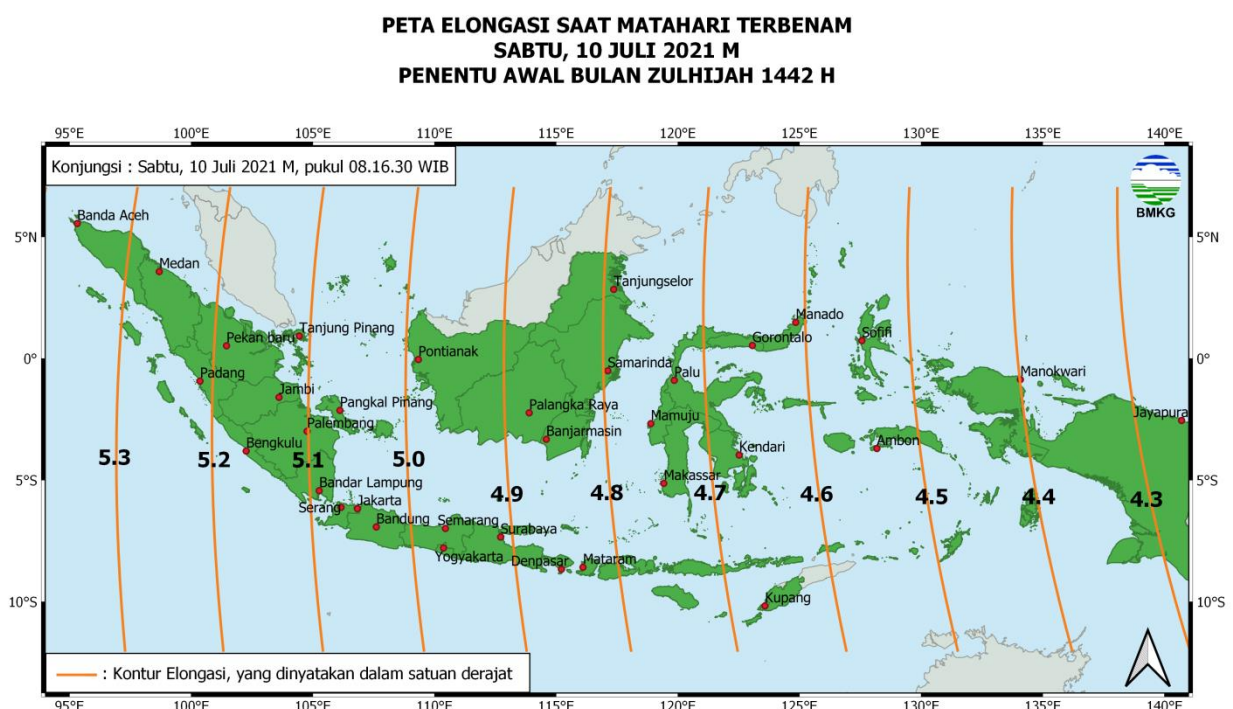 PETA ELONGASI SAAT MATAHARI TERBENAM
SABTU, 10 JULI 2021 M
PENENTU AWAL BULAN ZULHIJAH 1442 H
95°E 100°E 105°E 110°E 115°E 120°E 125°E 130°E 135°E 140°E
Konjungsi : Sabtu, 10 Juli 2021 M, pukul 08.16.30 WIB
BMKG
Banda Aceh
5°N 5°N
Medan
Tanjungselor
Manado
Tanjung Pinang
Sofifi
Pekan baru
Gorontalo
Pontianak
0° 0°
Samarinda
Padang
Palu
Manokwari
Jambi
Pangkal Pinang
Palangka Raya
Mamuju
Jayapura
Palembang
Banjarmasin
Bengkulu
Kendari
Ambon
5.3 5.2 5.1 5.0 4.9 4.8 4.7 4.6 4.5 4.4 4.3
Makassar
5°S 5°S
Bandar Lampung
Serang
Jakarta
Bandung
Semarang
Surabaya
Yogyakarta
Denpasar
Mataram
Kupang
10°S 10°S
: Kontur Elongasi, yang dinyatakan dalam satuan derajat
95°E 100°E 105°E 110°E 115°E 120°E 125°E 130°E 135°E 140°E